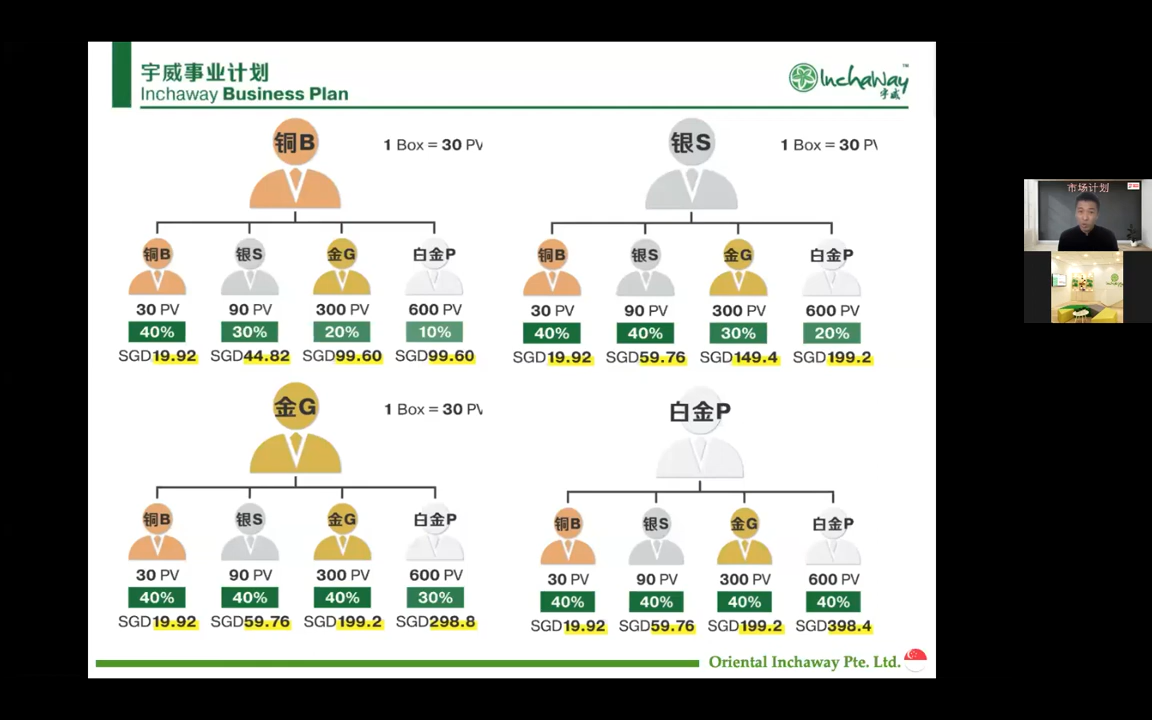 宇威事业计划
Inchaway Business Plan
Inchaway™
宇威
铜B
1 Box = 30 PV
铜B 银S 金G 白金P
30 PV 90 PV 300 PV 600 PV
40% 30% 20% 10%
SGD19.92 SGD44.82 SGD99.60 SGD99.60
银S
1 Box = 30 PV
铜B 银S 金G 白金P
30 PV 90 PV 300 PV 600 PV
40% 40% 30% 20%
SGD19.92 SGD59.76 SGD149.4 SGD199.2
金G
1 Box = 30 PV
铜B 银S 金G 白金P
30 PV 90 PV 300 PV 600 PV
40% 40% 40% 30%
SGD19.92 SGD59.76 SGD199.2 SGD298.8
白金P
铜B 银S 金G 白金P
30 PV 90 PV 300 PV 600 PV
40% 40% 40% 40%
SGD19.92 SGD59.76 SGD199.2 SGD398.4
Oriental Inchaway Pte. Ltd.
市场计划